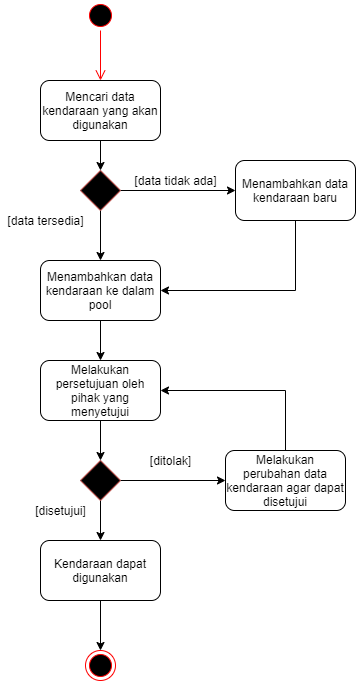 Mencari data
kendaraan yang akan
digunakan
[data tidak ada]
Menambahkan data
kendaraan baru
[data tersedia]
Menambahkan data
kendaraan ke dalam
pool
Melakukan
persetujuan oleh
pihak yang
menyetujui
[ditolak]
Melakukan
perubahan data
kendaraan agar dapat
disetujui
[disetujui]
Kendaraan dapat
digunakan